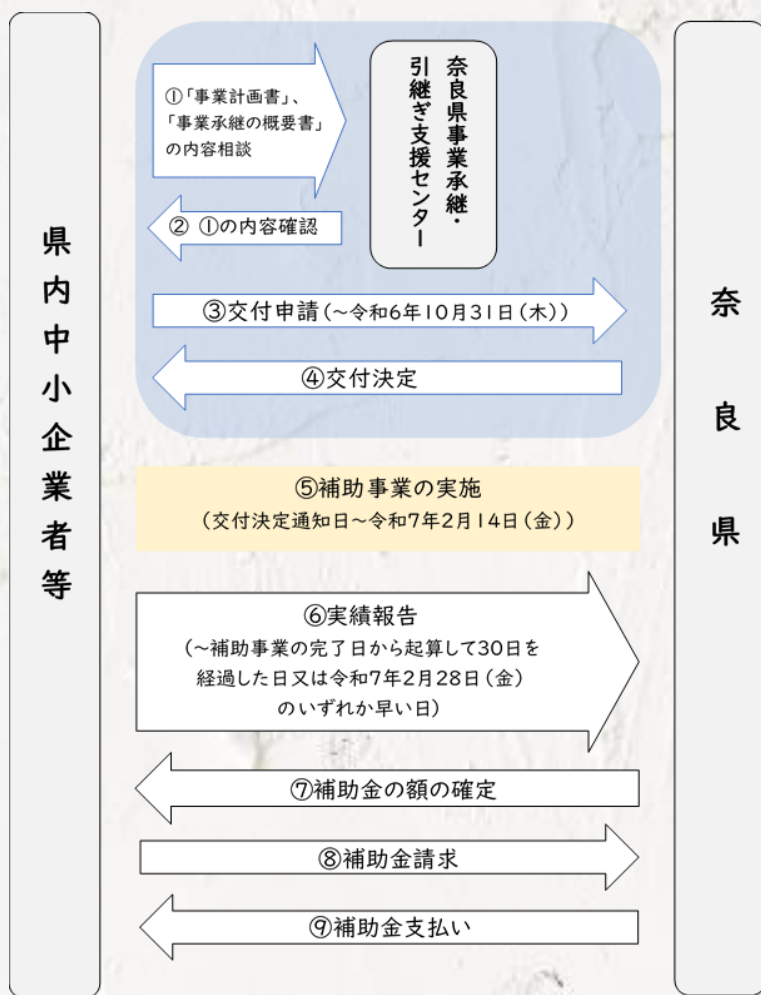 県内中小企業者等
①「事業計画書」、
「事業承継の概要書」
の内容相談
奈良県事業承継・
引継ぎ支援センター
② ①の内容確認
③交付申請（～令和6年10月31日（木））
④交付決定
⑤補助事業の実施
（交付決定通知日～令和7年2月14日（金））
⑥実績報告
（～補助事業の完了日から起算して30日を
経過した日又は令和7年2月28日（金）
のいずれか早い日）
⑦補助金の額の確定
⑧補助金請求
⑨補助金支払い
奈良県